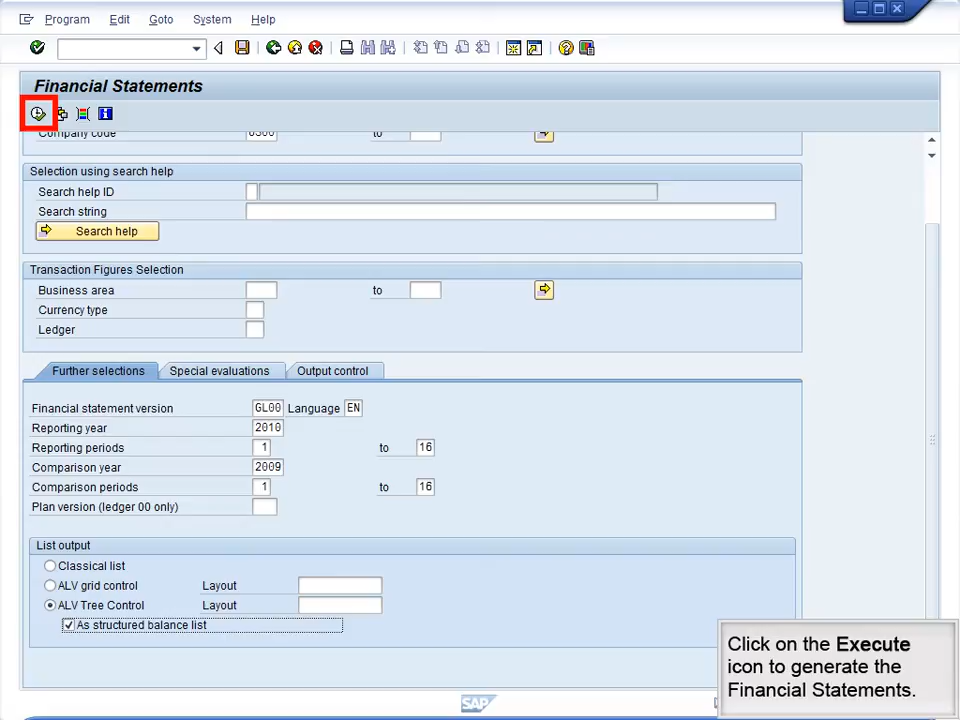 Program Edit Goto System Help
Financial Statements
Company code 0300 to
Selection using search help
Search help ID
Search string
Search help
Transaction Figures Selection
Business area to
Currency type
Ledger
Further selections Special evaluations Output control
Financial statement version GL00 Language EN
Reporting year 2010
Reporting periods 1 to 16
Comparison year 2009
Comparison periods 1 to 16
Plan version (ledger 00 only)
List output
Classical list
ALV grid control Layout
ALV Tree Control Layout
As structured balance list
Click on the Execute
icon to generate the
Financial Statements.
SAP